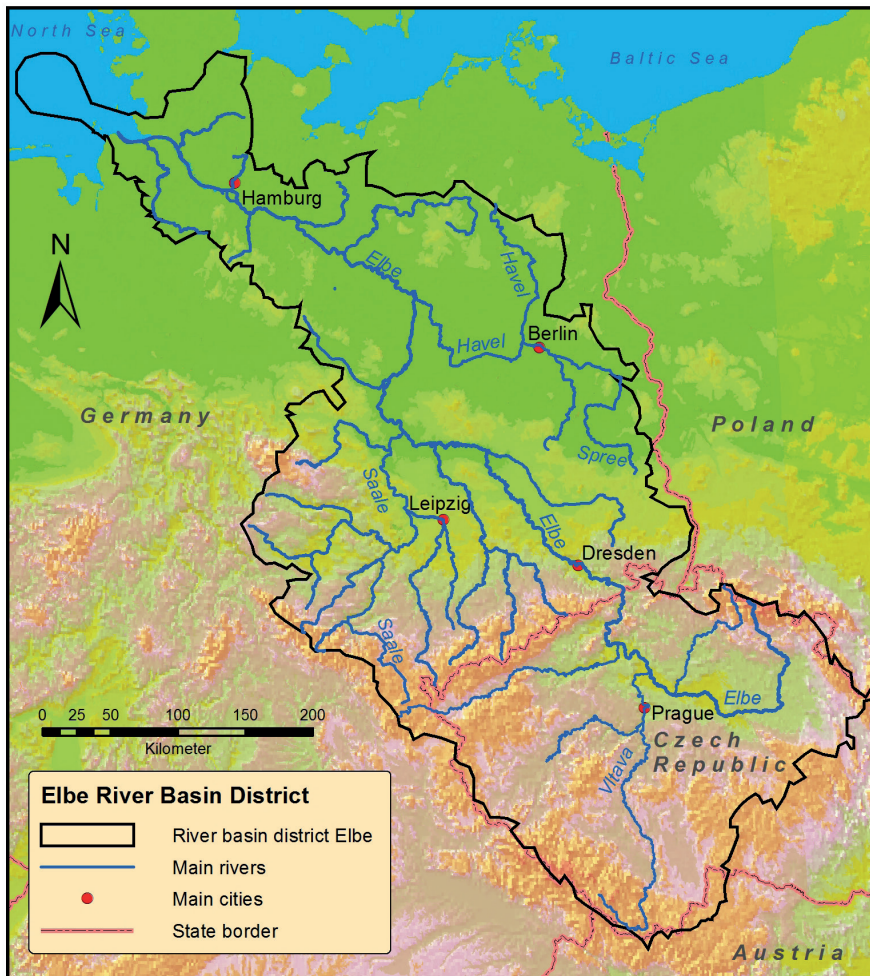 North Sea
Baltic Sea
Hamburg
N
Elbe
Havel
Havel
Berlin
Germany
Poland
Spree
Saale
Leipzig
Elbe
Dresden
Saale
Elbe
Prague
Czech
Republic
Vltava
0 25 50 100 150 200
Kilometer
Elbe River Basin District
River basin district Elbe
Main rivers
Main cities
State border
Austria